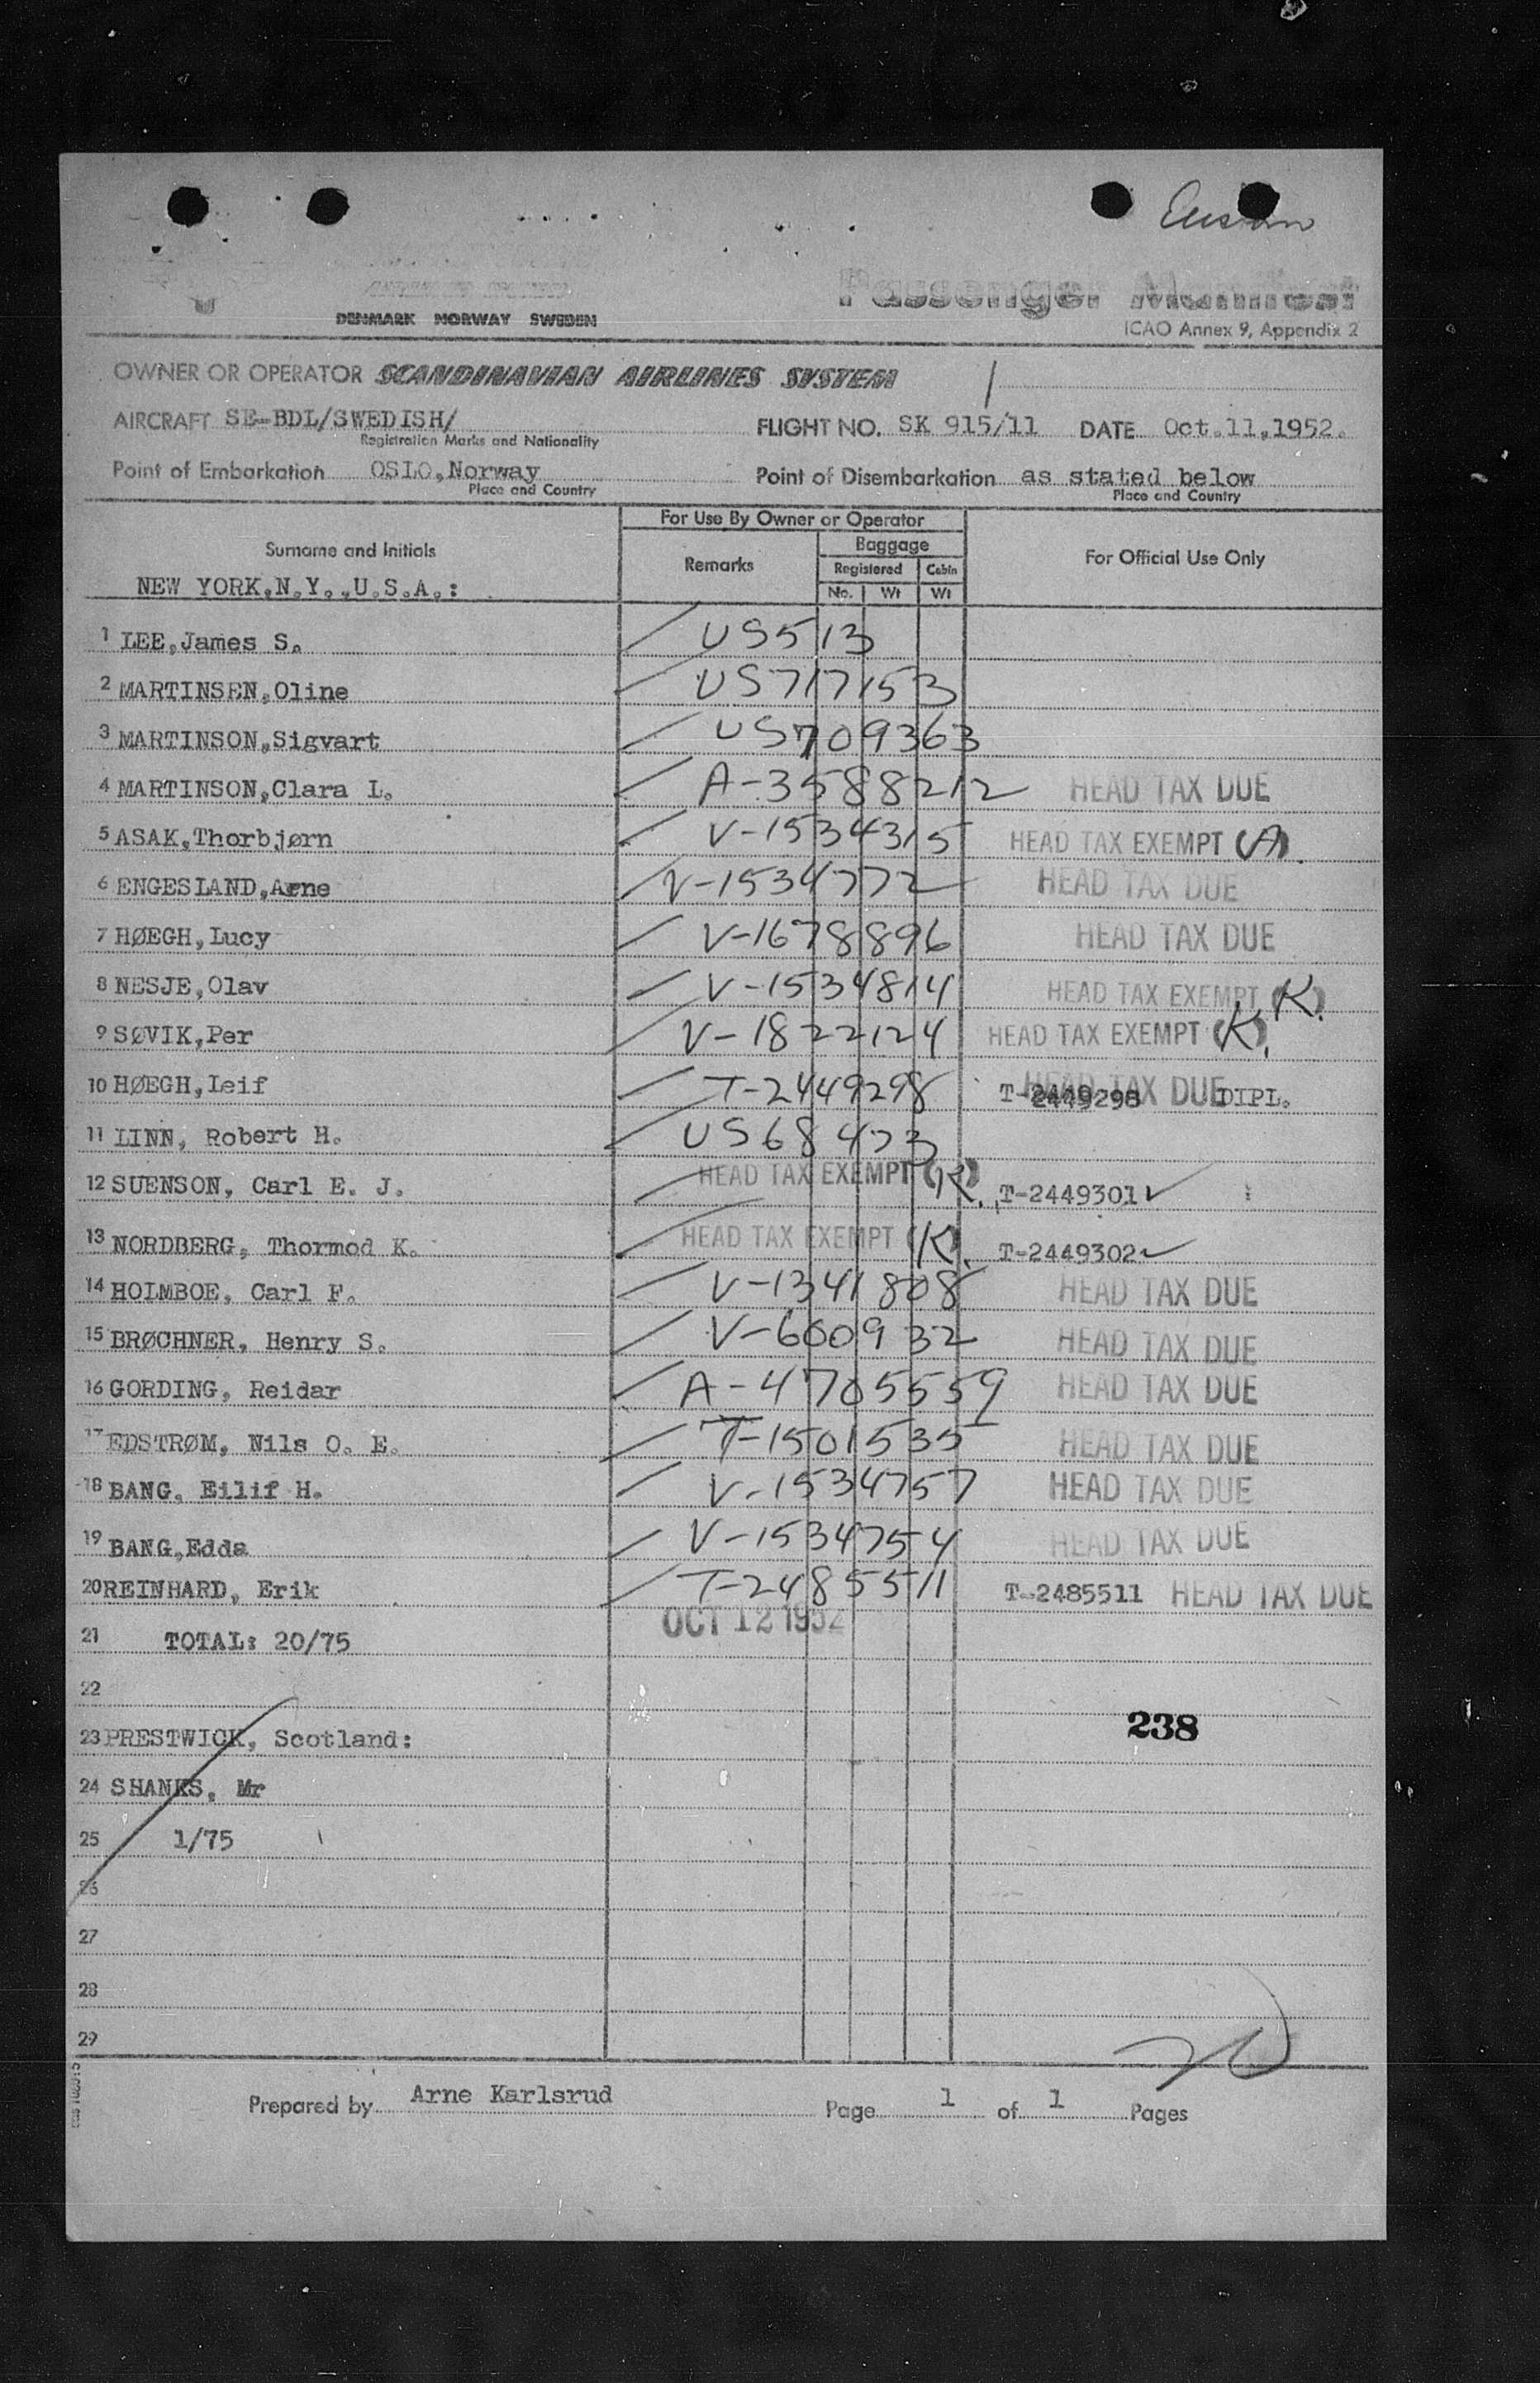 DENMARK NORWAY SWEDEN
Passenger Manifest
ICAO Annex 9, Appendix 2
OWNER OR OPERATOR SCANDINAVIAN AIRLINES SYSTEM
AIRCRAFT SE-BDL/SWEDISH/ FLIGHT NO. SK 915/11 DATE Oct.11,1952.
Registration Marks and Nationality
Point of Embarkation OSLO,Norway Point of Disembarkation as stated below
Place and Country Place and Country
For Use By Owner or Operator
Surname and Initials Remarks Baggage For Official Use Only
Registered Cabin
NEW YORK,N.Y.,U.S.A.: No. Wt Wt
1 LEE,James S. US513
2 MARTINSEN,Oline US717153
3 MARTINSON,Sigvart US709363
4 MARTINSON,Clara L. A-3588212 HEAD TAX DUE
5 ASAK,Thorbjørn V-1534315 HEAD TAX EXEMPT (A).
6 ENGESLAND,Arne V-1534772 HEAD TAX DUE
7 HØEGH,Lucy V-1678896 HEAD TAX DUE
8 NESJE,Olav V-1534814 HEAD TAX EXEMPT (K).
9 SØVIK,Per V-1822124 HEAD TAX EXEMPT (K).
10 HØEGH,Leif T-2449298 T-2449298 HEAD TAX DUE DIPL.
11 LINN, Robert H. US68473
12 SUENSON, Carl E. J. HEAD TAX EXEMPT (K). T-2449301✓
13 NORDBERG, Thormod K. HEAD TAX EXEMPT (K). T-2449302✓
14 HOLMBOE, Carl F. V-1341808 HEAD TAX DUE
15 BRØCHNER, Henry S. V-600932 HEAD TAX DUE
16 GORDING, Reidar A-4705559 HEAD TAX DUE
17 EDSTRØM, Nils O. E. T-1501535 HEAD TAX DUE
18 BANG, Eilif H. V-1534757 HEAD TAX DUE
19 BANG,Edda V-1534754 HEAD TAX DUE
20 REINHARD, Erik T-2485511 T-2485511 HEAD TAX DUE
OCT 12 1952
21 TOTAL: 20/75
22
238
23 PRESTWICK, Scotland:
24 SHANKS, Mr
25 1/75
26
27
28
29
Prepared by Arne Karlsrud Page 1 of 1 Pages